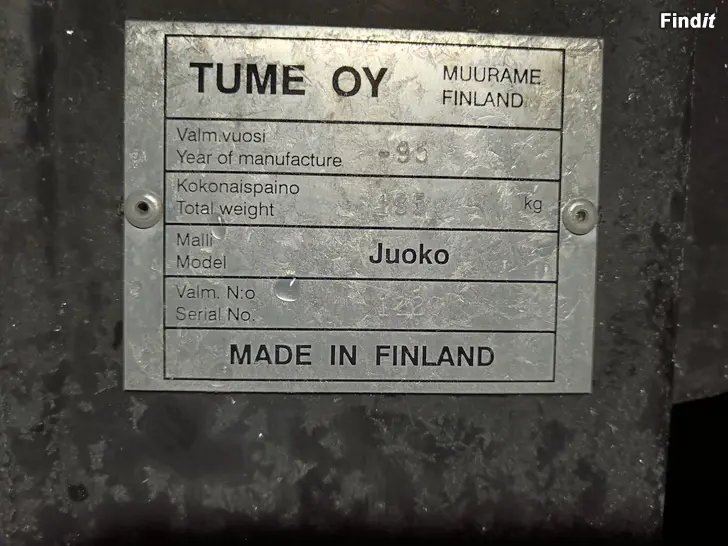 Findit
TUME OY
MUURAME
FINLAND
Valm.vuosi
Year of manufacture
Kokonaispaino
Total weight
kg
Malli
Model
Juoko
Valm. N:o
Serial No.
MADE IN FINLAND